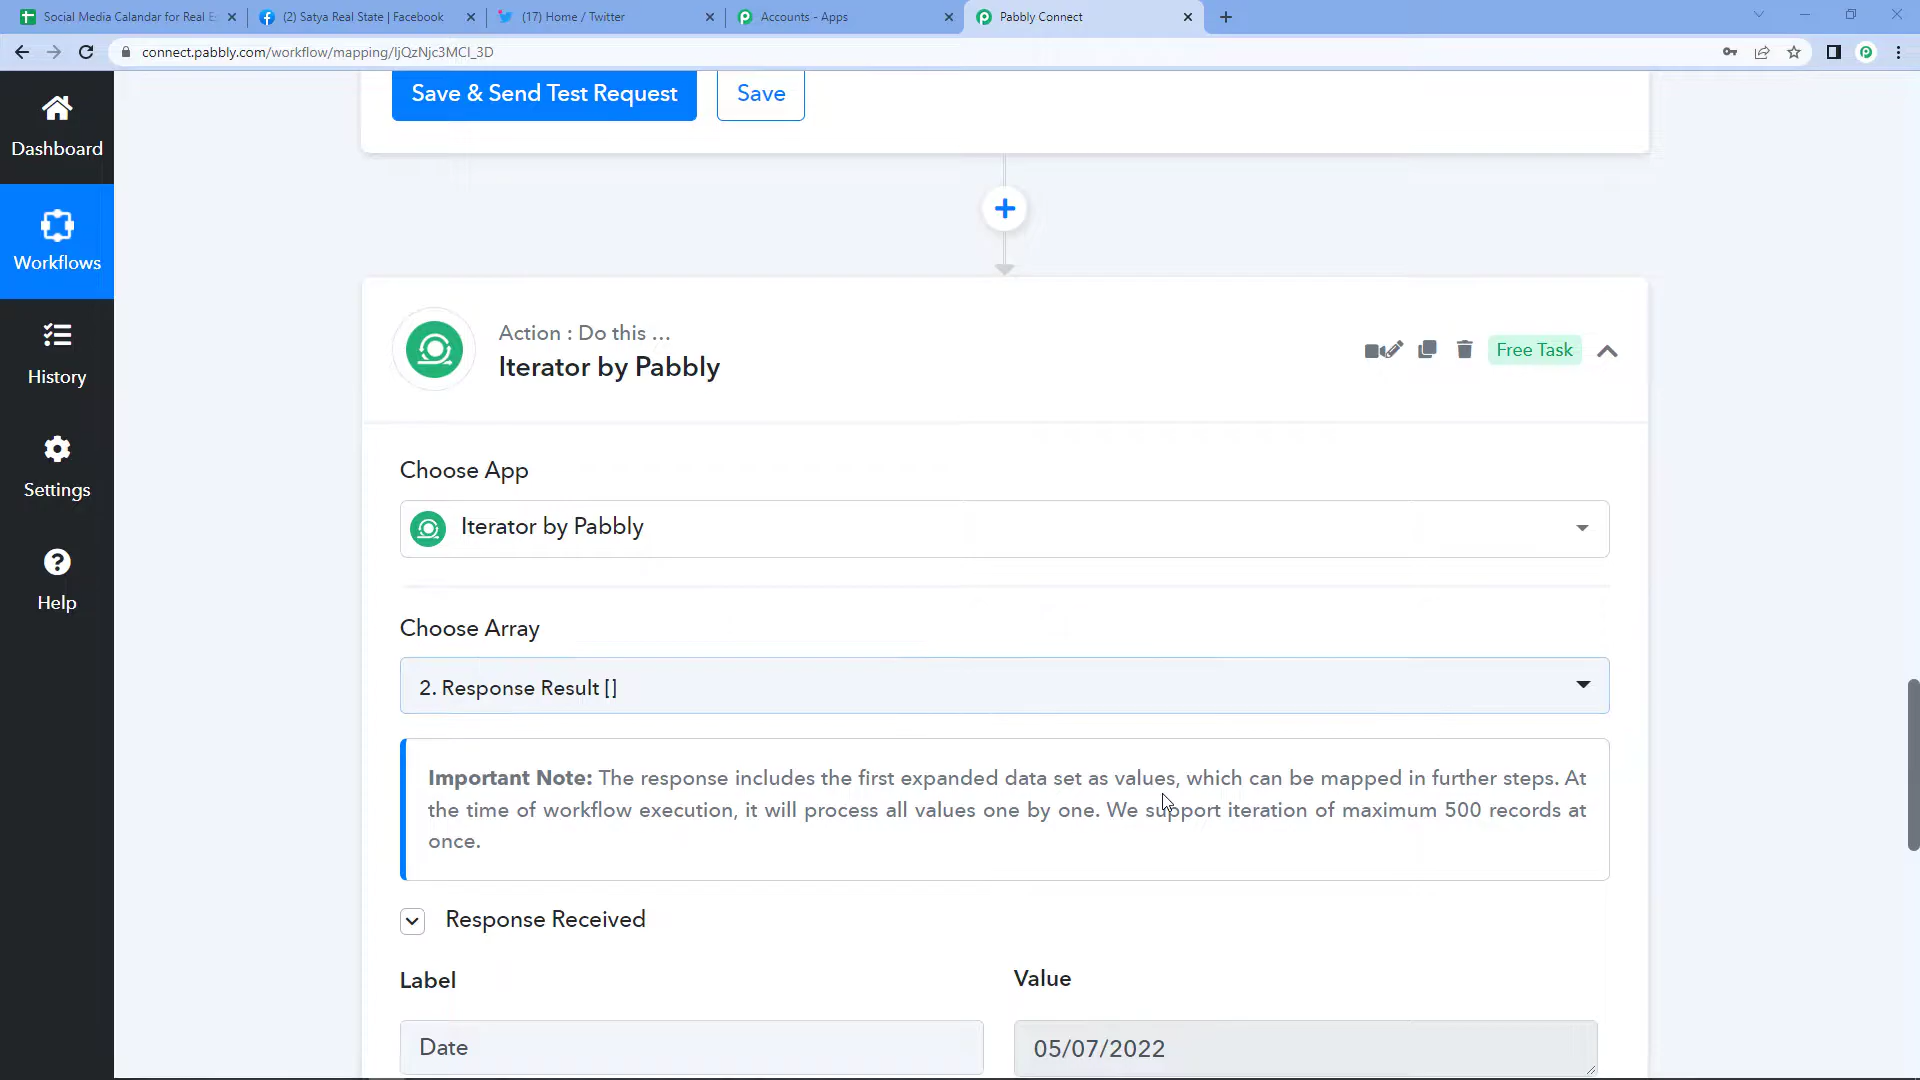 Social Media Calandar for Real Es
(2) Satya Real State | Facebook
(17) Home / Twitter
Accounts - Apps
Pabbly Connect
connect.pabbly.com/workflow/mapping/IjQzNjc3MCI_3D
Save & Send Test Request
Save
Dashboard
Workflows
History
Settings
Help
Action : Do this ...
Iterator by Pabbly
Free Task
Choose App
Iterator by Pabbly
Choose Array
2. Response Result []
Important Note: The response includes the first expanded data set as values, which can be mapped in further steps. At
the time of workflow execution, it will process all values one by one. We support iteration of maximum 500 records at
once.
Response Received
Label
Value
Date
05/07/2022